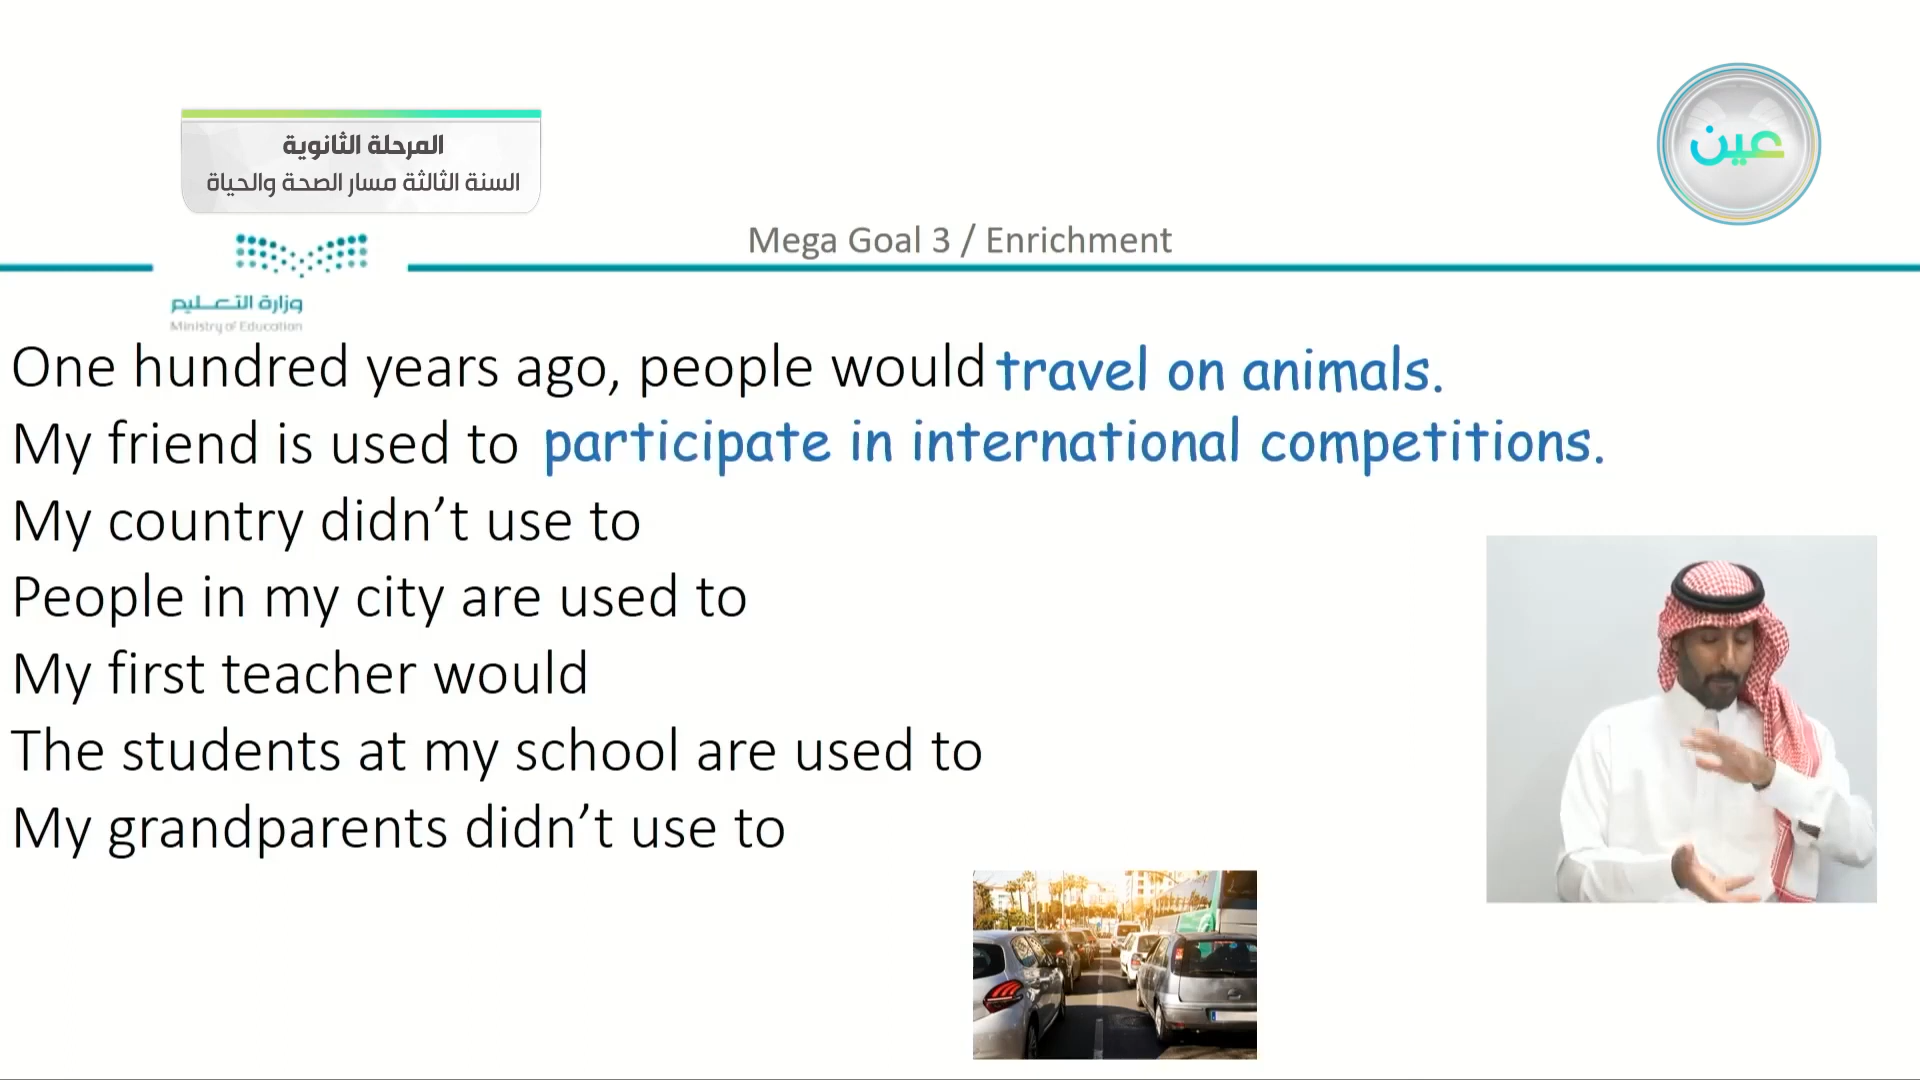 المرحلة الثانوية
السنة الثالثة مسار الصحة والحياة
عين
Mega Goal 3 / Enrichment
وزارة التعليم
Ministry of Education
One hundred years ago, people would travel on animals.
My friend is used to participate in international competitions.
My country didn’t use to
People in my city are used to
My first teacher would
The students at my school are used to
My grandparents didn’t use to